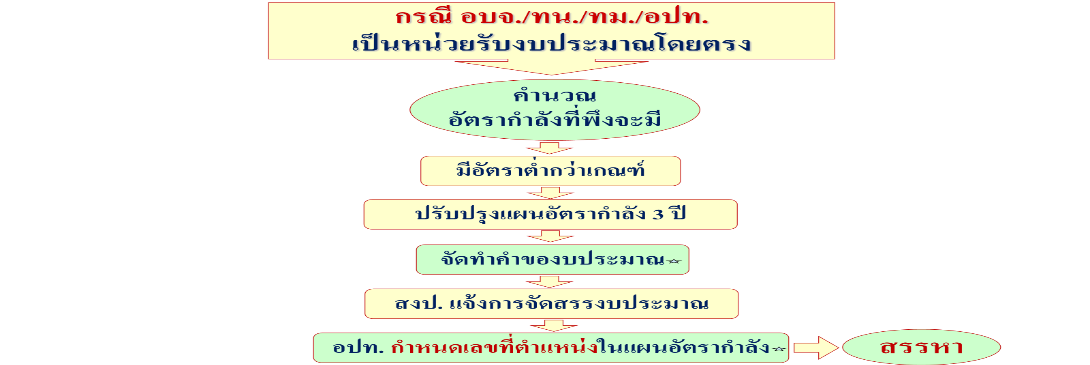 กรณี อบจ./ทน./ทม./อปท.
เป็นหน่วยรับงบประมาณโดยตรง
คำนวณ
อัตรากำลังที่พึงจะมี
มีอัตราต่ำกว่าเกณฑ์
ปรับปรุงแผนอัตรากำลัง 3 ปี
จัดทำคำของบประมาณ☆
สงป. แจ้งการจัดสรรงบประมาณ
อปท. กำหนดเลขที่ตำแหน่งในแผนอัตรากำลัง☆
สรรหา